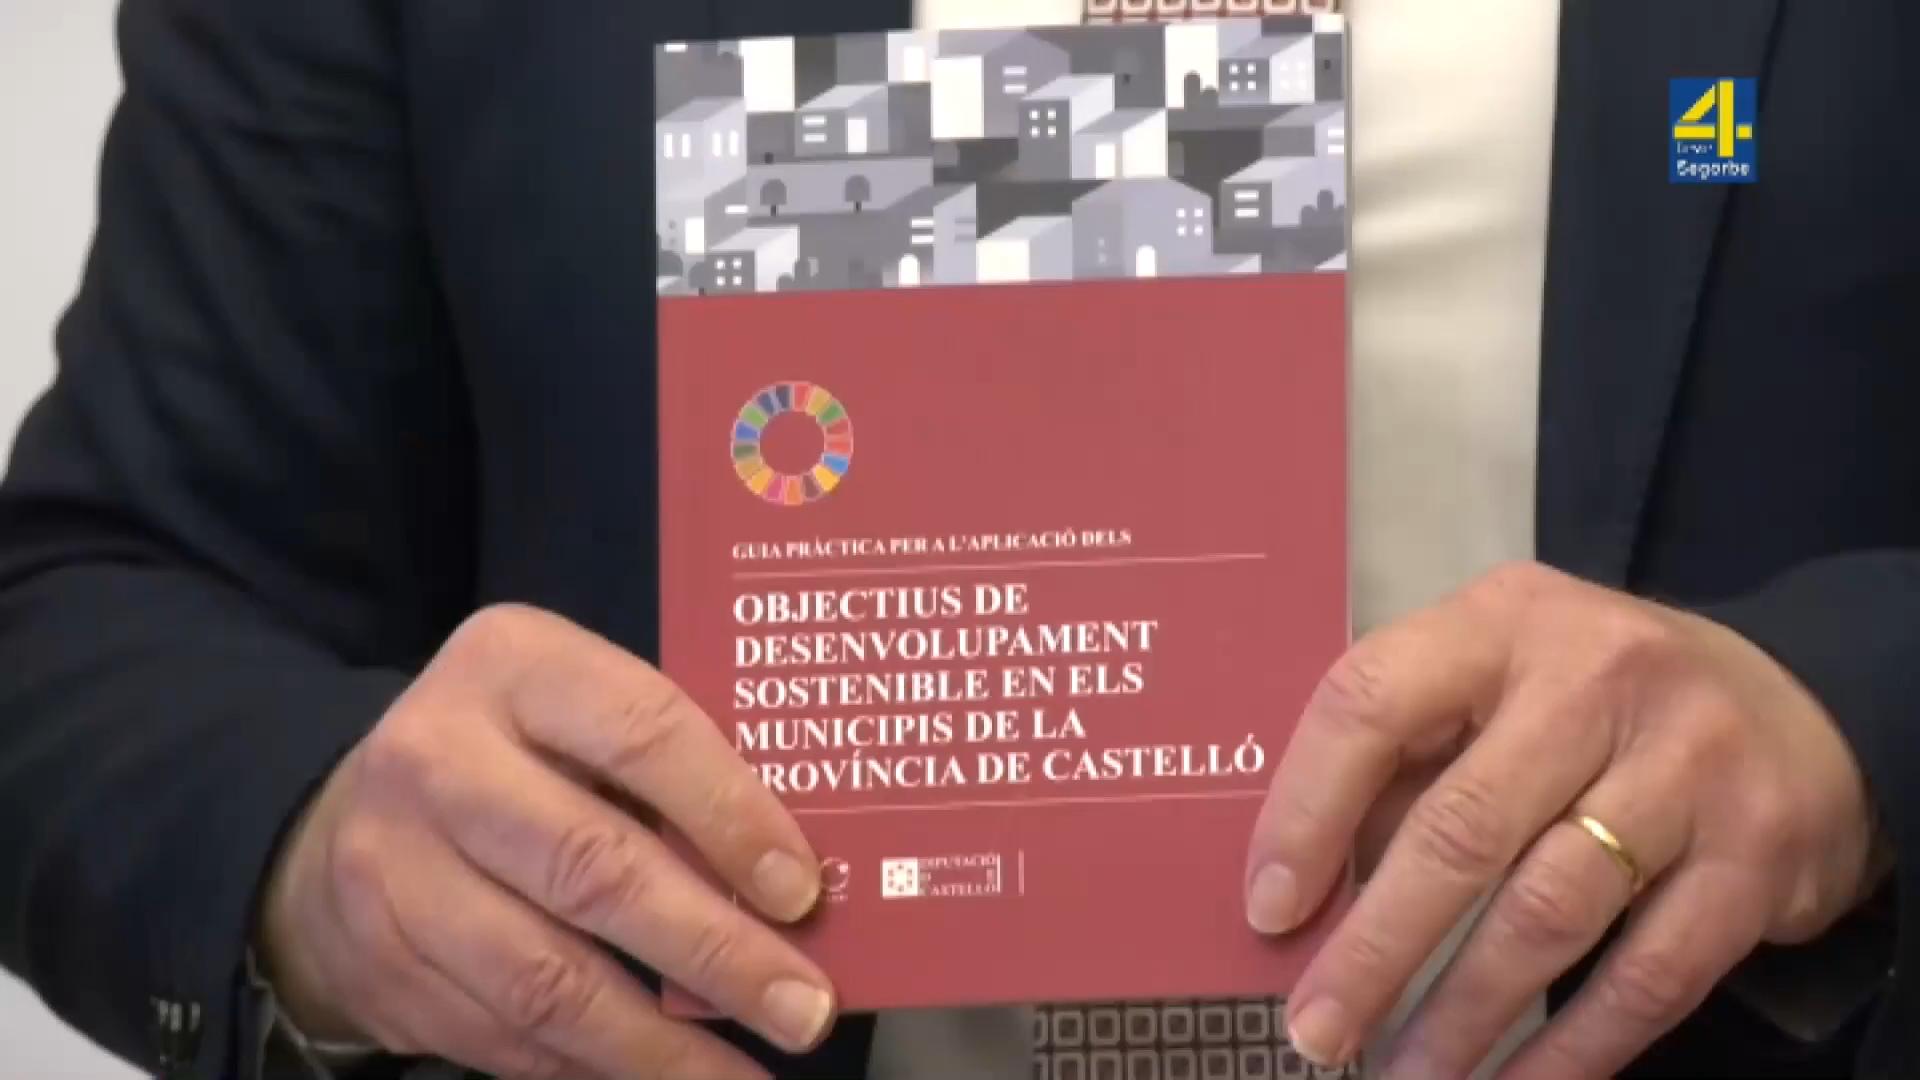 4
Segorbe
GUIA PRÀCTICA PER A L'APLICACIÓ DELS
OBJECTIUS DE
DESENVOLUPAMENT
SOSTENIBLE EN ELS
MUNICIPIS DE LA
PROVÍNCIA DE CASTELLÓ
DIPUTACIÓ
D E
CASTELLÓ